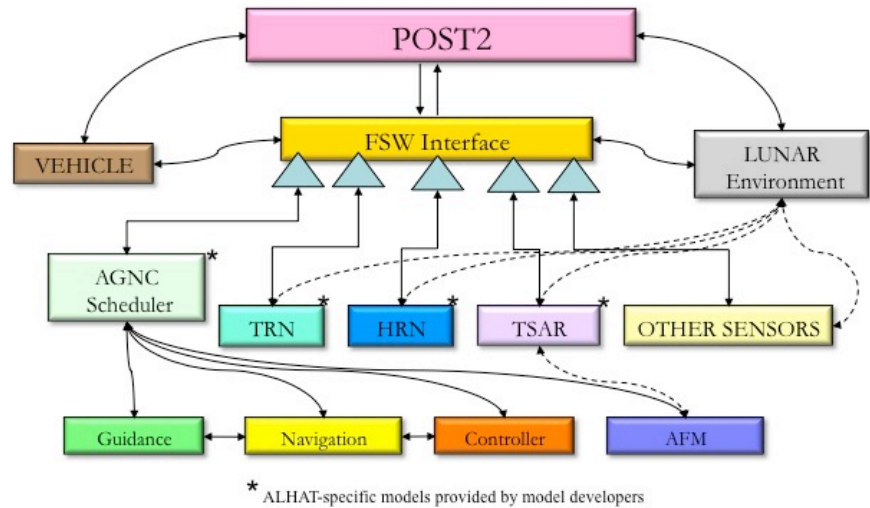 POST2
FSW Interface
VEHICLE
LUNAR
Environment
*
AGNC
Scheduler
*
TRN
*
HRN
*
TSAR
OTHER SENSORS
Guidance
Navigation
Controller
AFM
* ALHAT-specific models provided by model developers